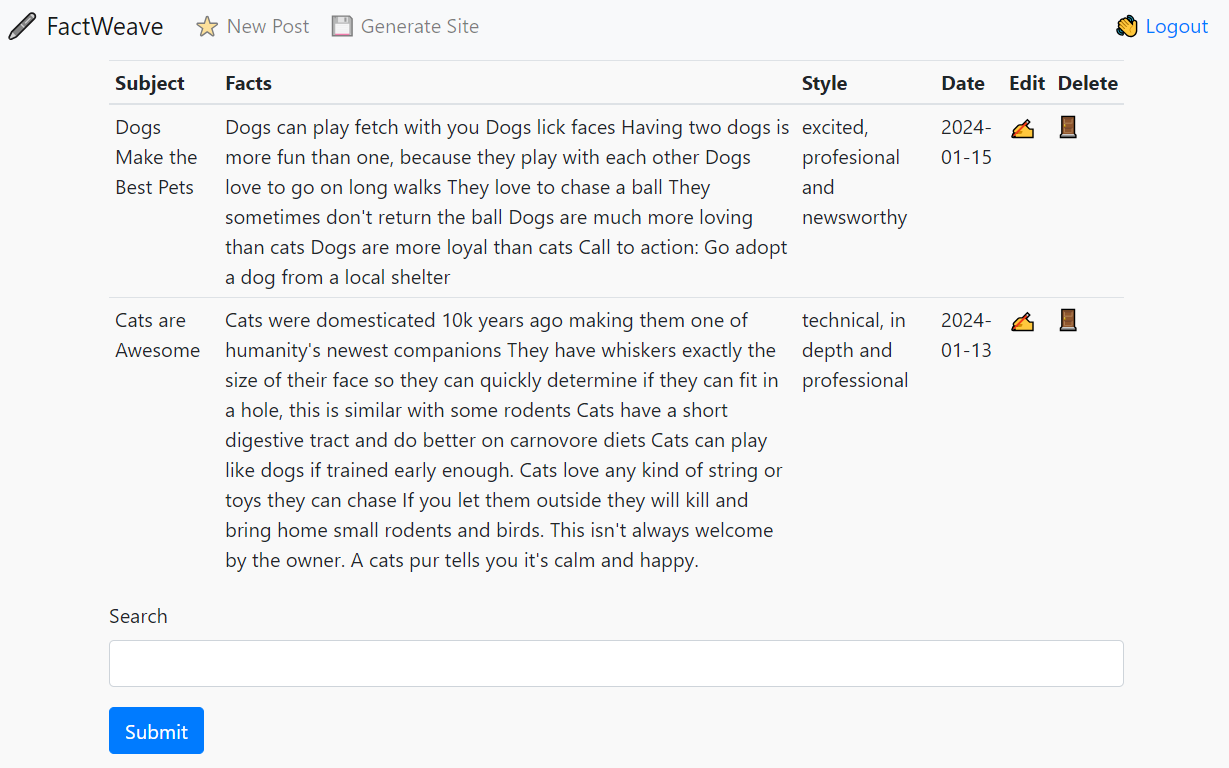 FactWeave New Post Generate Site Logout
Subject Facts Style Date Edit Delete
Dogs Make the Best Pets
Dogs can play fetch with you Dogs lick faces Having two dogs is
more fun than one, because they play with each other Dogs
love to go on long walks They love to chase a ball They
sometimes don't return the ball Dogs are much more loving
than cats Dogs are more loyal than cats Call to action: Go adopt
a dog from a local shelter
excited,
profesional
and
newsworthy
2024-
01-15
Cats are
Awesome
Cats were domesticated 10k years ago making them one of
humanity's newest companions They have whiskers exactly the
size of their face so they can quickly determine if they can fit in
a hole, this is similar with some rodents Cats have a short
digestive tract and do better on carnovore diets Cats can play
like dogs if trained early enough. Cats love any kind of string or
toys they can chase If you let them outside they will kill and
bring home small rodents and birds. This isn't always welcome
by the owner. A cats pur tells you it's calm and happy.
technical, in
depth and
professional
2024-
01-13
Search
Submit